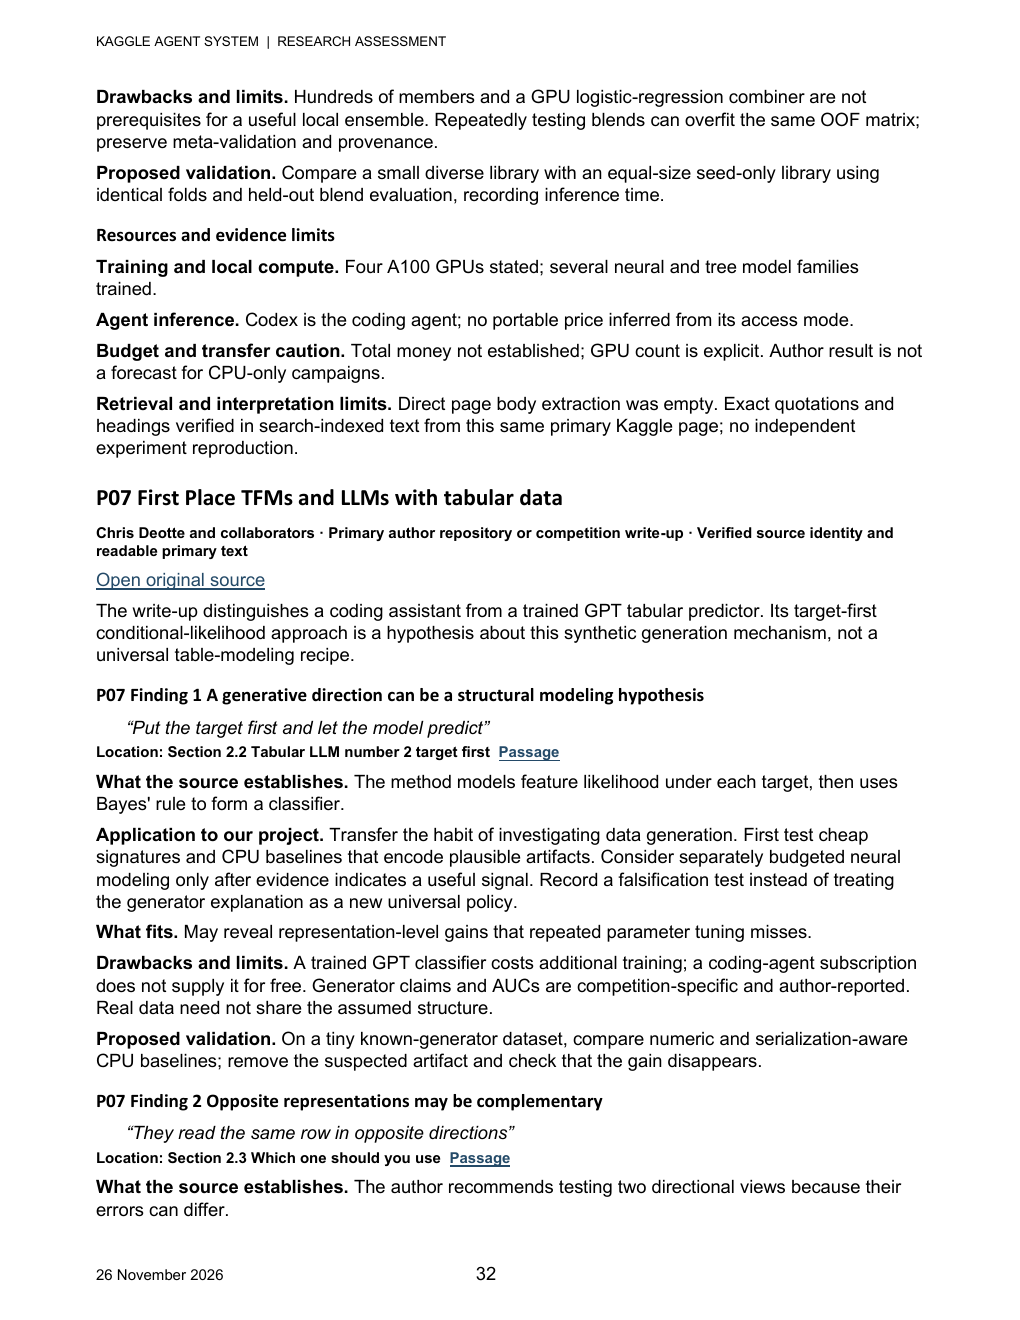 KAGGLE AGENT SYSTEM | RESEARCH ASSESSMENT
Drawbacks and limits. Hundreds of members and a GPU logistic-regression combiner are not
prerequisites for a useful local ensemble. Repeatedly testing blends can overfit the same OOF matrix;
preserve meta-validation and provenance.
Proposed validation. Compare a small diverse library with an equal-size seed-only library using
identical folds and held-out blend evaluation, recording inference time.
Resources and evidence limits
Training and local compute. Four A100 GPUs stated; several neural and tree model families
trained.
Agent inference. Codex is the coding agent; no portable price inferred from its access mode.
Budget and transfer caution. Total money not established; GPU count is explicit. Author result is not
a forecast for CPU-only campaigns.
Retrieval and interpretation limits. Direct page body extraction was empty. Exact quotations and
headings verified in search-indexed text from this same primary Kaggle page; no independent
experiment reproduction.
P07 First Place TFMs and LLMs with tabular data
Chris Deotte and collaborators · Primary author repository or competition write-up · Verified source identity and
readable primary text
Open original source
The write-up distinguishes a coding assistant from a trained GPT tabular predictor. Its target-first
conditional-likelihood approach is a hypothesis about this synthetic generation mechanism, not a
universal table-modeling recipe.
P07 Finding 1 A generative direction can be a structural modeling hypothesis
“Put the target first and let the model predict”
Location: Section 2.2 Tabular LLM number 2 target first Passage
What the source establishes. The method models feature likelihood under each target, then uses
Bayes' rule to form a classifier.
Application to our project. Transfer the habit of investigating data generation. First test cheap
signatures and CPU baselines that encode plausible artifacts. Consider separately budgeted neural
modeling only after evidence indicates a useful signal. Record a falsification test instead of treating
the generator explanation as a new universal policy.
What fits. May reveal representation-level gains that repeated parameter tuning misses.
Drawbacks and limits. A trained GPT classifier costs additional training; a coding-agent subscription
does not supply it for free. Generator claims and AUCs are competition-specific and author-reported.
Real data need not share the assumed structure.
Proposed validation. On a tiny known-generator dataset, compare numeric and serialization-aware
CPU baselines; remove the suspected artifact and check that the gain disappears.
P07 Finding 2 Opposite representations may be complementary
“They read the same row in opposite directions”
Location: Section 2.3 Which one should you use Passage
What the source establishes. The author recommends testing two directional views because their
errors can differ.
26 November 2026
32